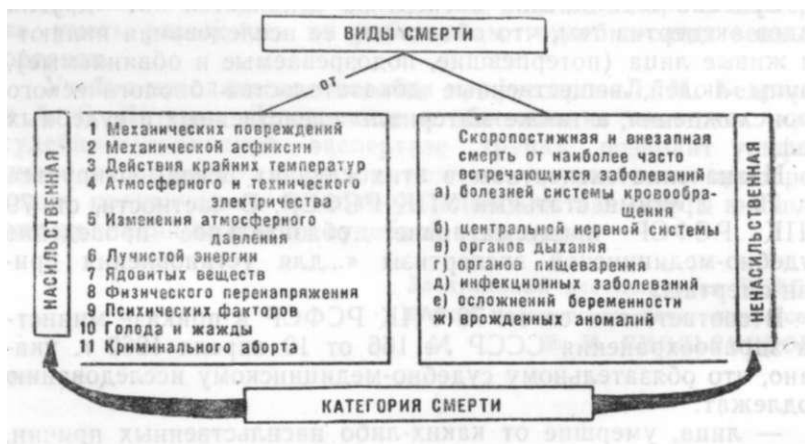 ВИДЫ СМЕРТИ
ОТ
НАСИЛЬСТВЕННАЯ
1 Механических повреждений
2 Механической асфиксии
3 Действия крайних температур
4 Атмосферного и технического
электричества
5 Изменения атмосферного
давления
6 Лучистой энергии
7 Ядовитых веществ
8 Физического перенапряжения
9 Психических факторов
10 Голода и жажды
11 Криминального аборта
Скоропостижная и внезапная
смерть от наиболее часто
встречающихся заболеваний
а) болезней системы кровообра-
щения
б) центральной нервной системы
в) органов дыхания
г) органов пищеварения
д) инфекционных заболеваний
е) осложнений беременности
ж) врожденных аномалий
НЕНАСИЛЬСТВЕННАЯ
КАТЕГОРИЯ СМЕРТИ